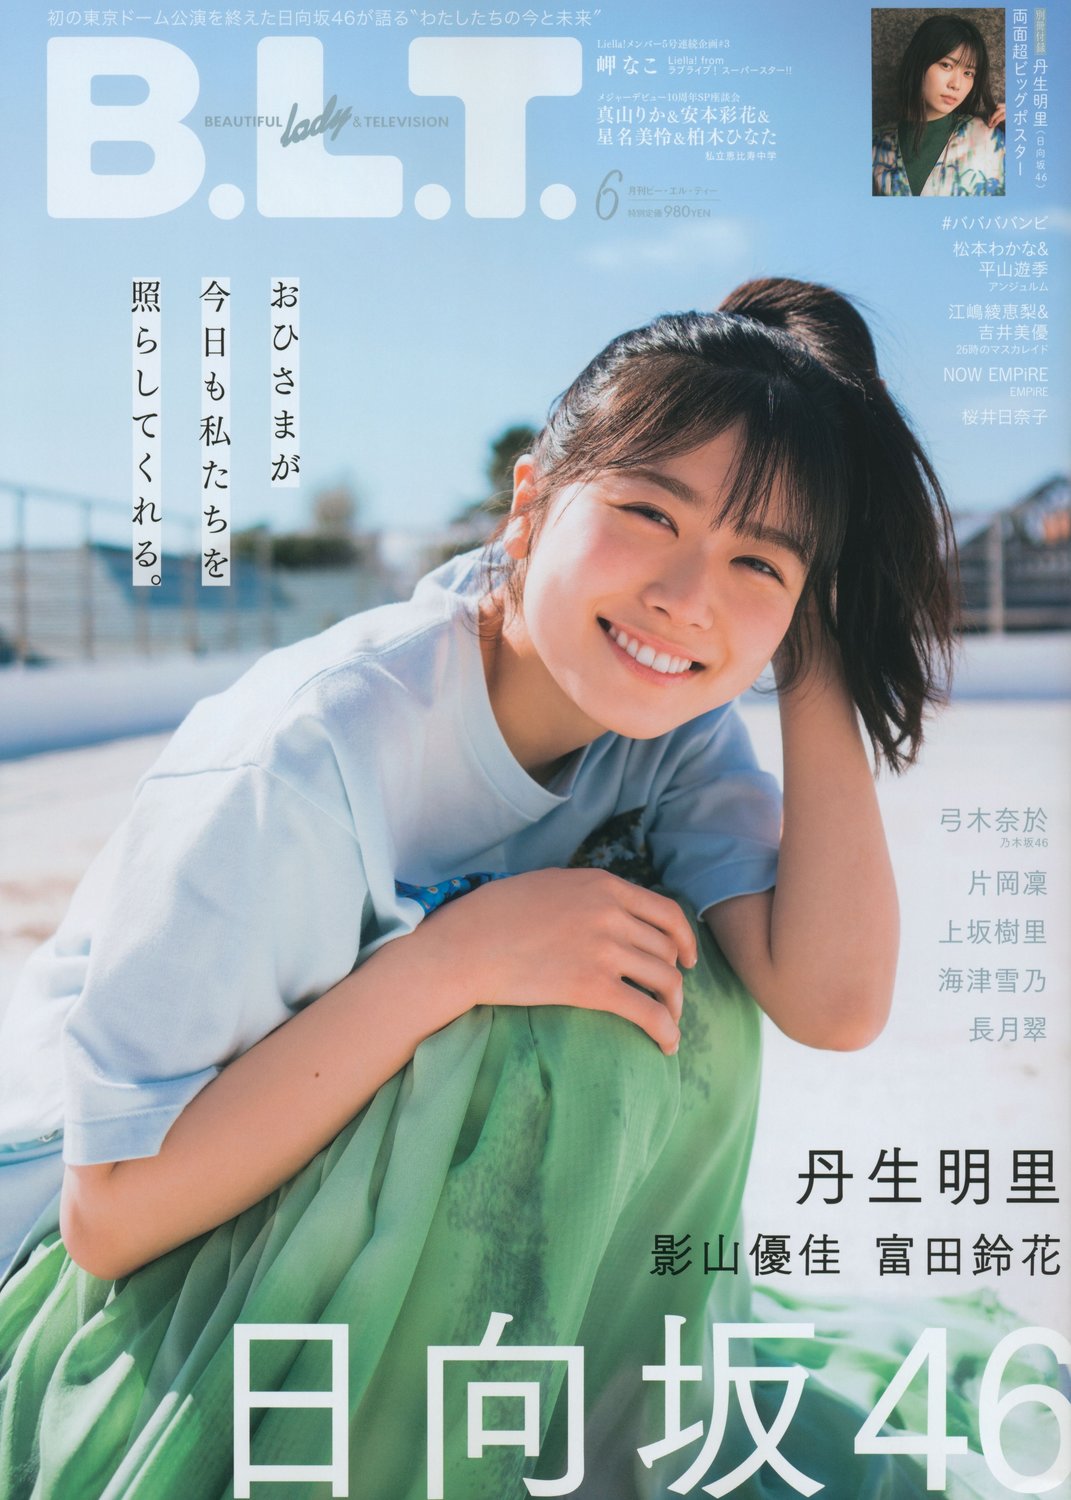 初の東京ドーム公演を終えた日向坂46が語る“わたしたちの今と未来”
B.L.T.
BEAUTIFUL lady & TELEVISION
Liella!メンバー5号連続企画#3
岬 なこ Liella! from
ラブライブ！スーパースター!!
メジャーデビュー10周年SP座談会
真山りか&安本彩花&
星名美怜&柏木ひなた
私立恵比寿中学
6
月刊ビー・エル・ティー
特別定価980YEN
別冊付録 丹生明里（日向坂46）
両面超ビッグポスター
#ババババンビ
松本わかな&
平山遊季
アンジュルム
江嶋綾恵梨&
吉井美優
26時のマスカレイド
NOW EMPiRE
EMPiRE
桜井日奈子
おひさまが
今日も私たちを
照らしてくれる。
弓木奈於
乃木坂46
片岡凜
上坂樹里
海津雪乃
長月翠
丹生明里
影山優佳 富田鈴花
日向坂46